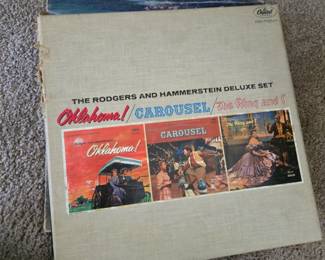 Capitol
THE RODGERS AND HAMMERSTEIN DELUXE SET
Oklahoma!/CAROUSEL/The King and I
Oklahoma!
CAROUSEL